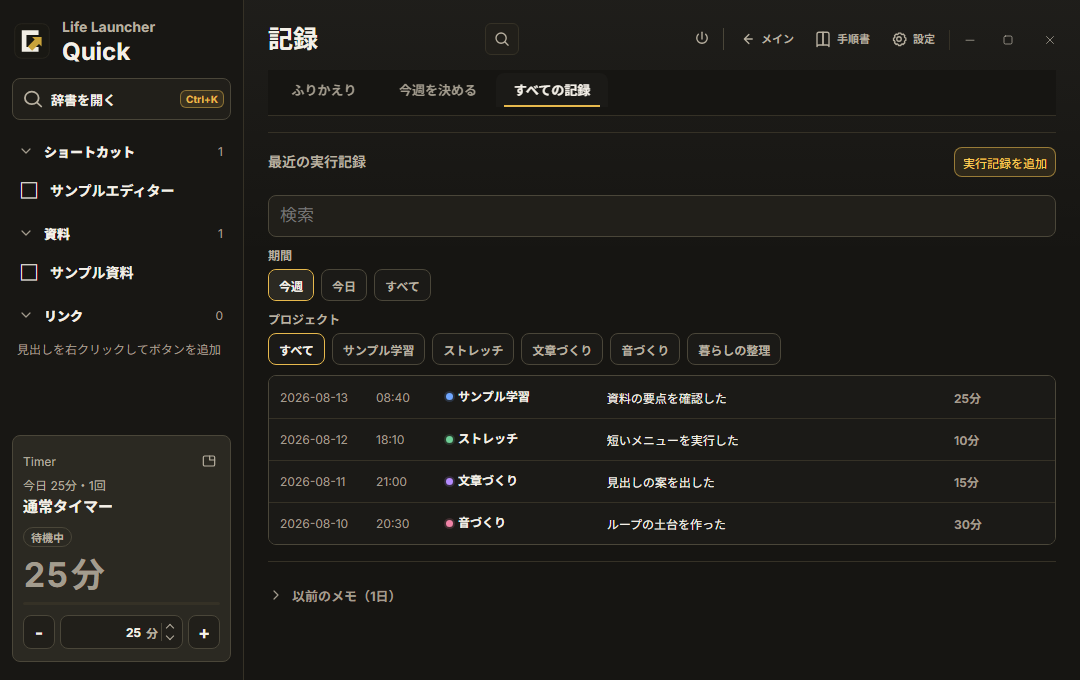 Life Launcher
Quick
辞書を開く Ctrl+K
ショートカット 1
サンプルエディター
資料 1
サンプル資料
リンク 0
見出しを右クリックしてボタンを追加
Timer
今日 25分・1回
通常タイマー
待機中
25分
- 25 分 +
記録
メイン 手順書 設定
ふりかえり 今週を決める すべての記録
最近の実行記録 実行記録を追加
検索
期間
今週 今日 すべて
プロジェクト
すべて サンプル学習 ストレッチ 文章づくり 音づくり 暮らしの整理
2026-08-13 08:40 サンプル学習 資料の要点を確認した 25分
2026-08-12 18:10 ストレッチ 短いメニューを実行した 10分
2026-08-11 21:00 文章づくり 見出しの案を出した 15分
2026-08-10 20:30 音づくり ループの土台を作った 30分
以前のメモ（1日）